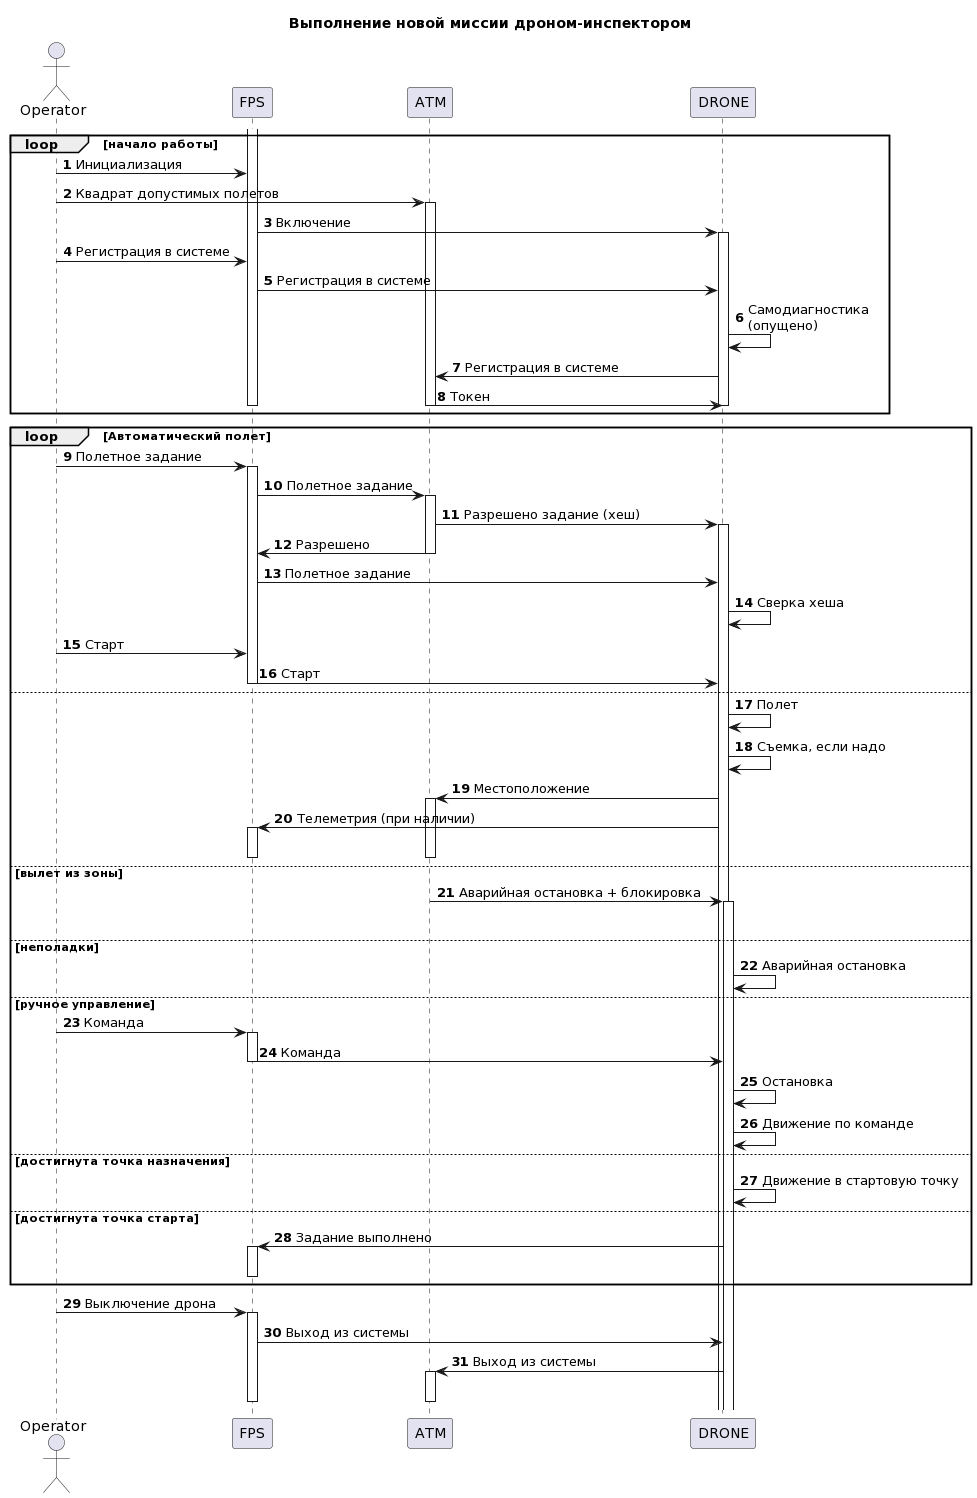 Выполнение новой миссии дроном-инспектором
Operator
FPS
ATM
DRONE
loop [начало работы]
1 Инициализация
2 Квадрат допустимых полетов
3 Включение
4 Регистрация в системе
5 Регистрация в системе
6 Самодиагностика
(опущено)
7 Регистрация в системе
8 Токен
loop [Автоматический полет]
9 Полетное задание
10 Полетное задание
11 Разрешено задание (хеш)
12 Разрешено
13 Полетное задание
14 Сверка хеша
15 Старт
16 Старт
17 Полет
18 Съемка, если надо
19 Местоположение
20 Телеметрия (при наличии)
[вылет из зоны]
21 Аварийная остановка + блокировка
[неполадки]
22 Аварийная остановка
[ручное управление]
23 Команда
24 Команда
25 Остановка
26 Движение по команде
[достигнута точка назначения]
27 Движение в стартовую точку
[достигнута точка старта]
28 Задание выполнено
29 Выключение дрона
30 Выход из системы
31 Выход из системы
Operator
FPS
ATM
DRONE